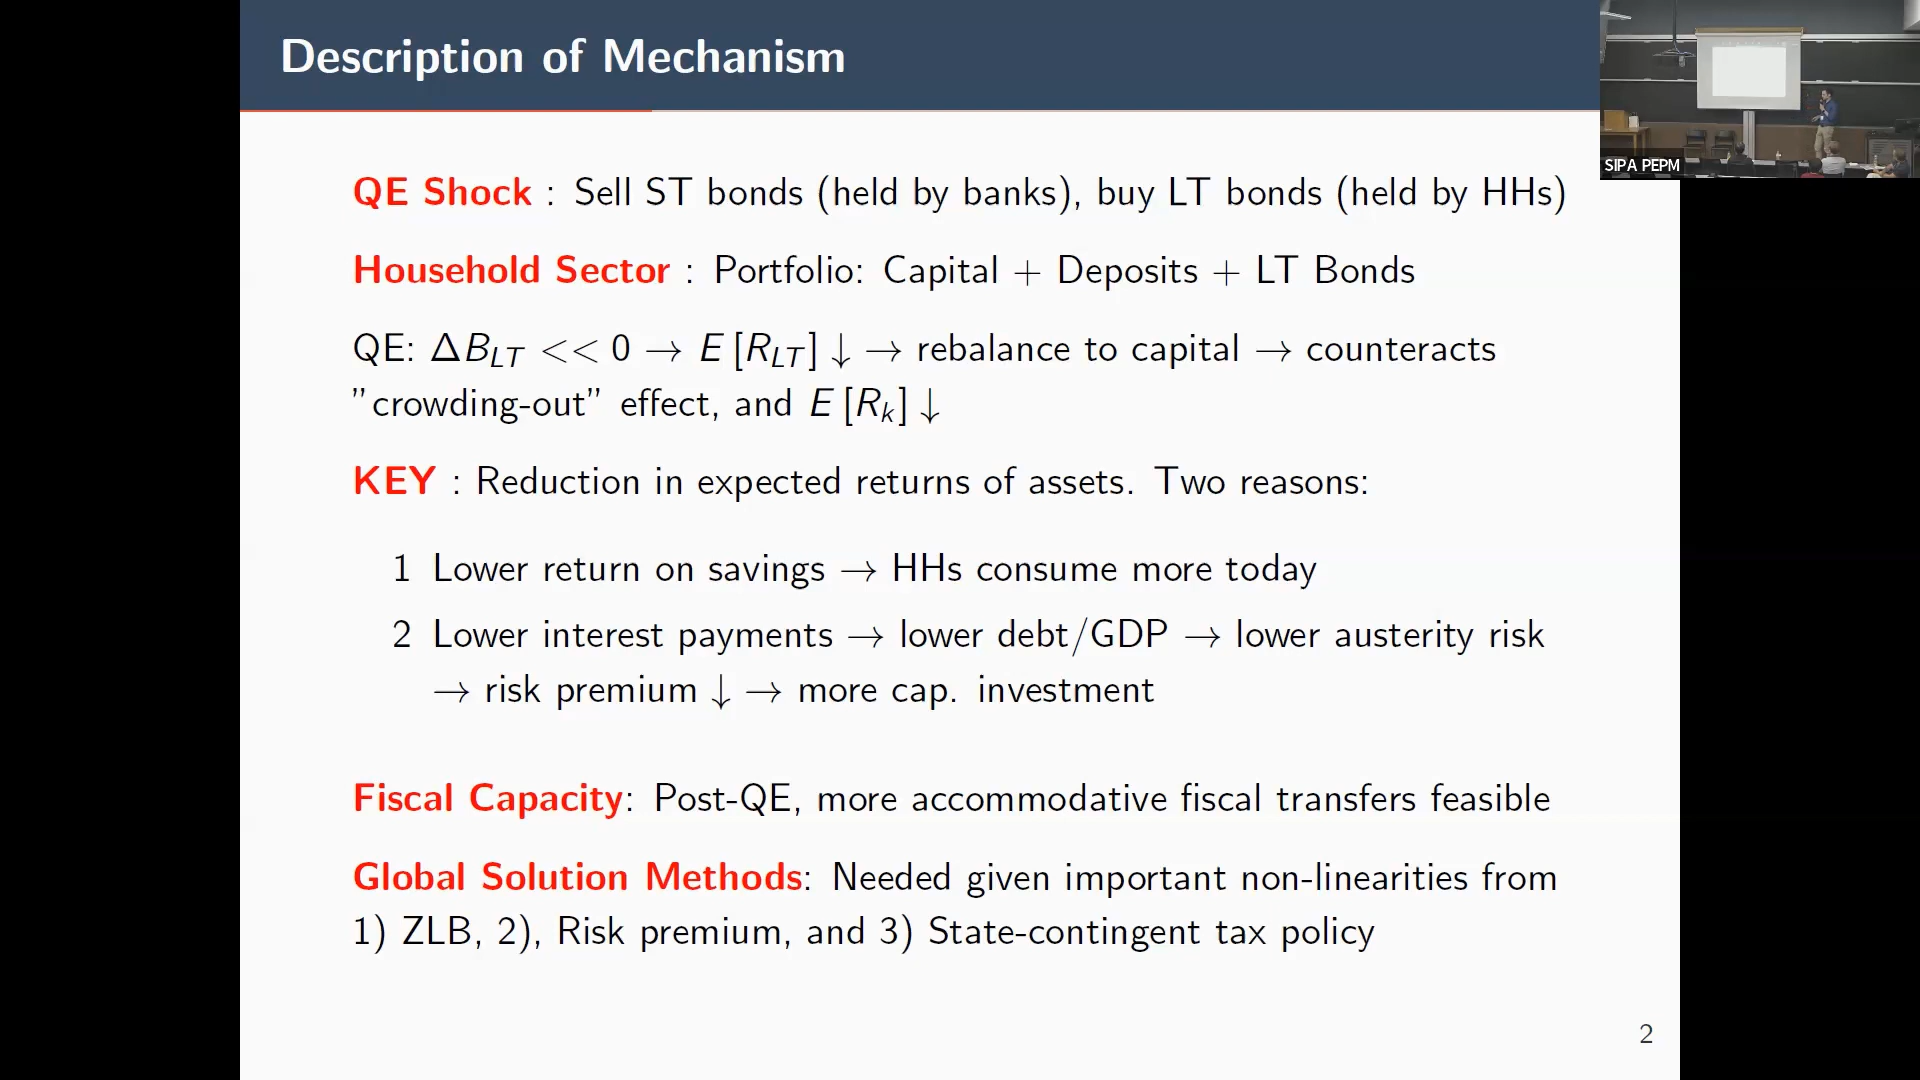 Description of Mechanism
SIPA PEPM
QE Shock : Sell ST bonds (held by banks), buy LT bonds (held by HHs)
Household Sector : Portfolio: Capital + Deposits + LT Bonds
QE: ΔB_LT << 0 → E [R_LT] ↓ → rebalance to capital → counteracts
”crowding-out” effect, and E [R_k] ↓
KEY : Reduction in expected returns of assets. Two reasons:
1 Lower return on savings → HHs consume more today
2 Lower interest payments → lower debt/GDP → lower austerity risk
→ risk premium ↓ → more cap. investment
Fiscal Capacity: Post-QE, more accommodative fiscal transfers feasible
Global Solution Methods: Needed given important non-linearities from
1) ZLB, 2), Risk premium, and 3) State-contingent tax policy
2